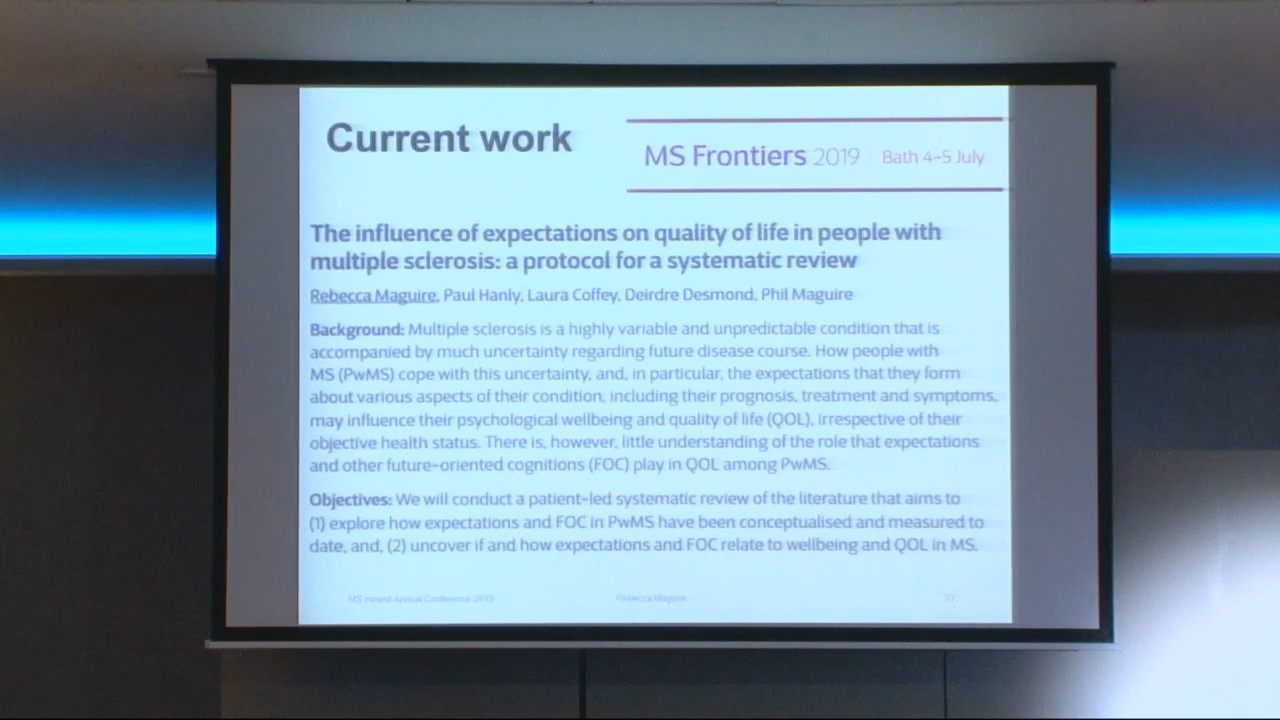 Current work
MS Frontiers 2019 Bath 4–5 July
The influence of expectations on quality of life in people with
multiple sclerosis: a protocol for a systematic review
Rebecca Maguire, Paul Hanly, Laura Coffey, Deirdre Desmond, Phil Maguire
Background: Multiple sclerosis is a highly variable and unpredictable condition that is
accompanied by much uncertainty regarding future disease course. How people with
MS (PwMS) cope with this uncertainty, and, in particular, the expectations that they form
about various aspects of their condition, including their prognosis, treatment and symptoms,
may influence their psychological wellbeing and quality of life (QOL), irrespective of their
objective health status. There is, however, little understanding of the role that expectations
and other future-oriented cognitions (FOC) play in QOL among PwMS.
Objectives: We will conduct a patient-led systematic review of the literature that aims to
(1) explore how expectations and FOC in PwMS have been conceptualised and measured to
date, and, (2) uncover if and how expectations and FOC relate to wellbeing and QOL in MS.
MS Ireland Annual Conference 2019 Rebecca Maguire